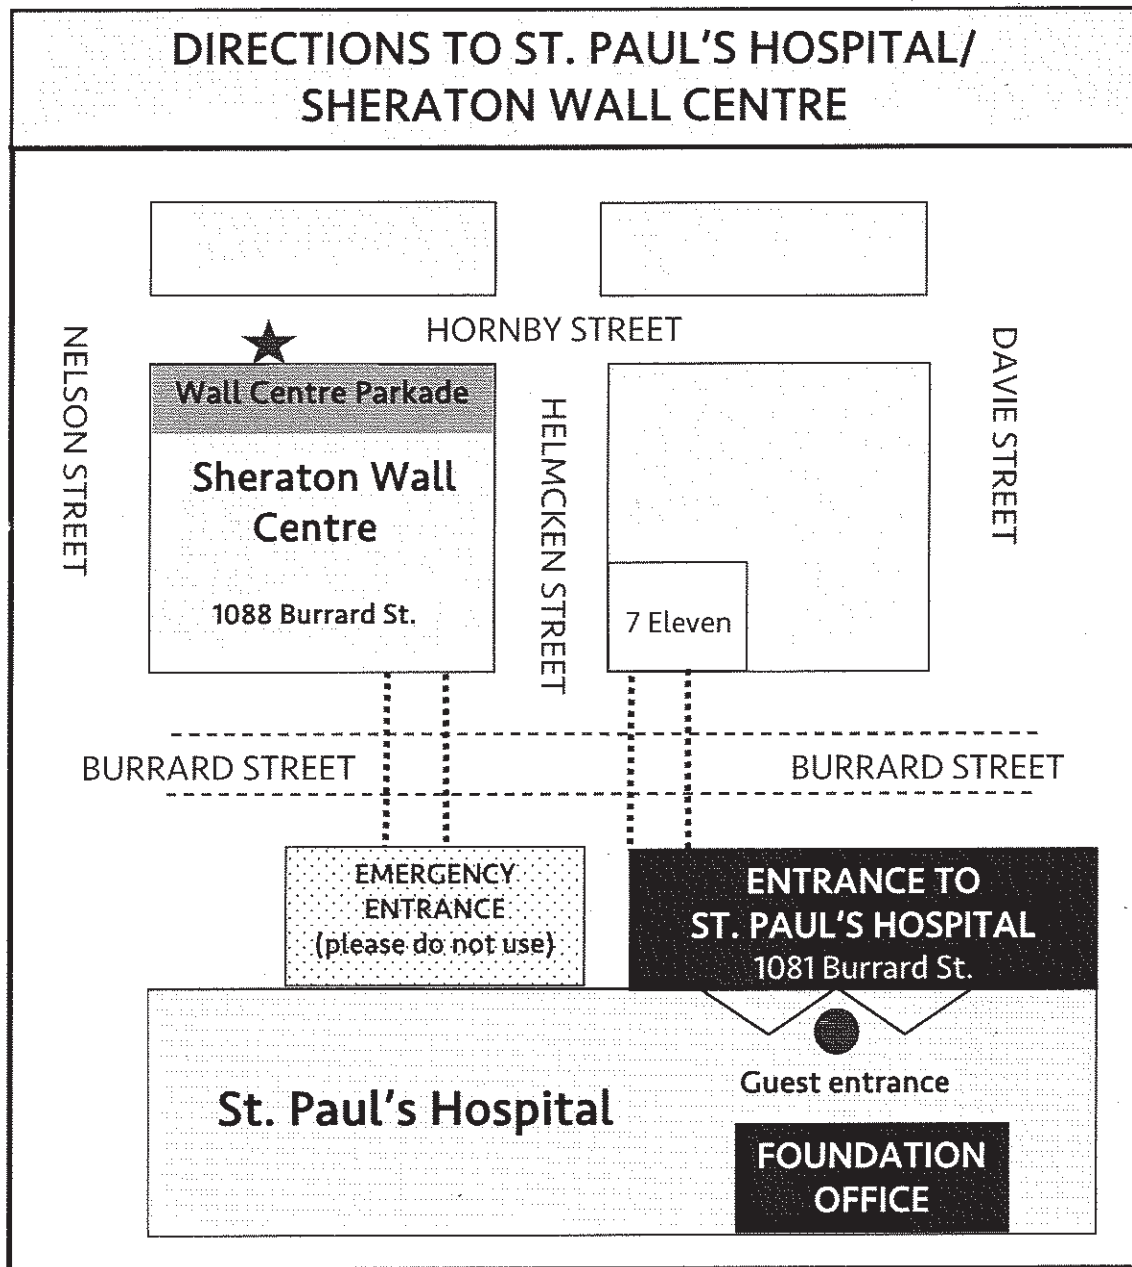 DIRECTIONS TO ST. PAUL'S HOSPITAL/
SHERATON WALL CENTRE
HORNBY STREET
NELSON STREET
DAVIE STREET
Wall Centre Parkade
HELMCKEN STREET
Sheraton Wall
Centre
1088 Burrard St.
7 Eleven
BURRARD STREET
BURRARD STREET
EMERGENCY
ENTRANCE
(please do not use)
ENTRANCE TO
ST. PAUL'S HOSPITAL
1081 Burrard St.
Guest entrance
St. Paul's Hospital
FOUNDATION
OFFICE